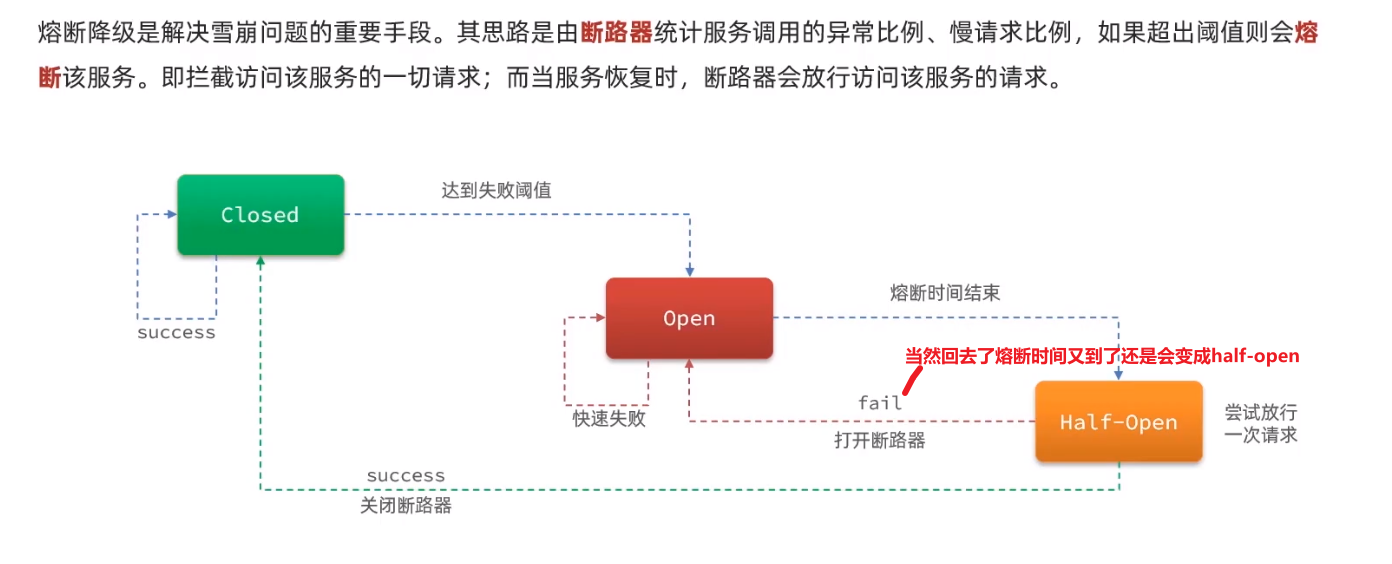 熔断降级是解决雪崩问题的重要手段。其思路是由断路器统计服务调用的异常比例、慢请求比例，如果超出阈值则会熔
断该服务。即拦截访问该服务的一切请求；而当服务恢复时，断路器会放行访问该服务的请求。
达到失败阈值
Closed
success
熔断时间结束
Open
当然回去了熔断时间又到了还是会变成half-open
快速失败
fail
打开断路器
Half-Open
尝试放行
一次请求
success
关闭断路器